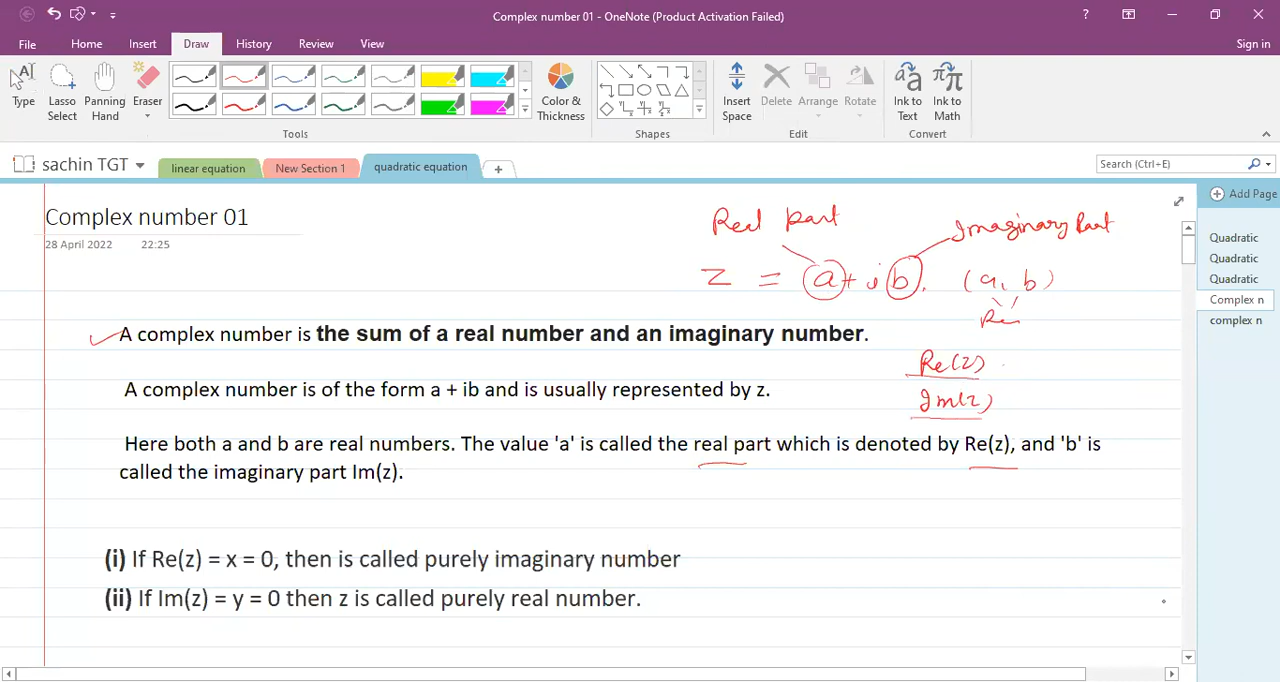 Complex number 01 - OneNote (Product Activation Failed)
?
File Home Insert Draw History Review View Sign in
Type Lasso Select Panning Hand Eraser Color & Thickness Insert Space Delete Arrange Rotate Ink to Text Ink to Math
Tools Shapes Edit Convert
sachin TGT linear equation New Section 1 quadratic equation + Search (Ctrl+E)
Add Page
Complex number 01
28 April 2022 22:25
Quadratic
Quadratic
Quadratic
Complex n
complex n
Real part
Imaginary Part
z = a + i b. (a, b)
Re
A complex number is the sum of a real number and an imaginary number.
Re(z)
A complex number is of the form a + ib and is usually represented by z.
Im(z)
Here both a and b are real numbers. The value 'a' is called the real part which is denoted by Re(z), and 'b' is
called the imaginary part Im(z).
(i) If Re(z) = x = 0, then is called purely imaginary number
(ii) If Im(z) = y = 0 then z is called purely real number.